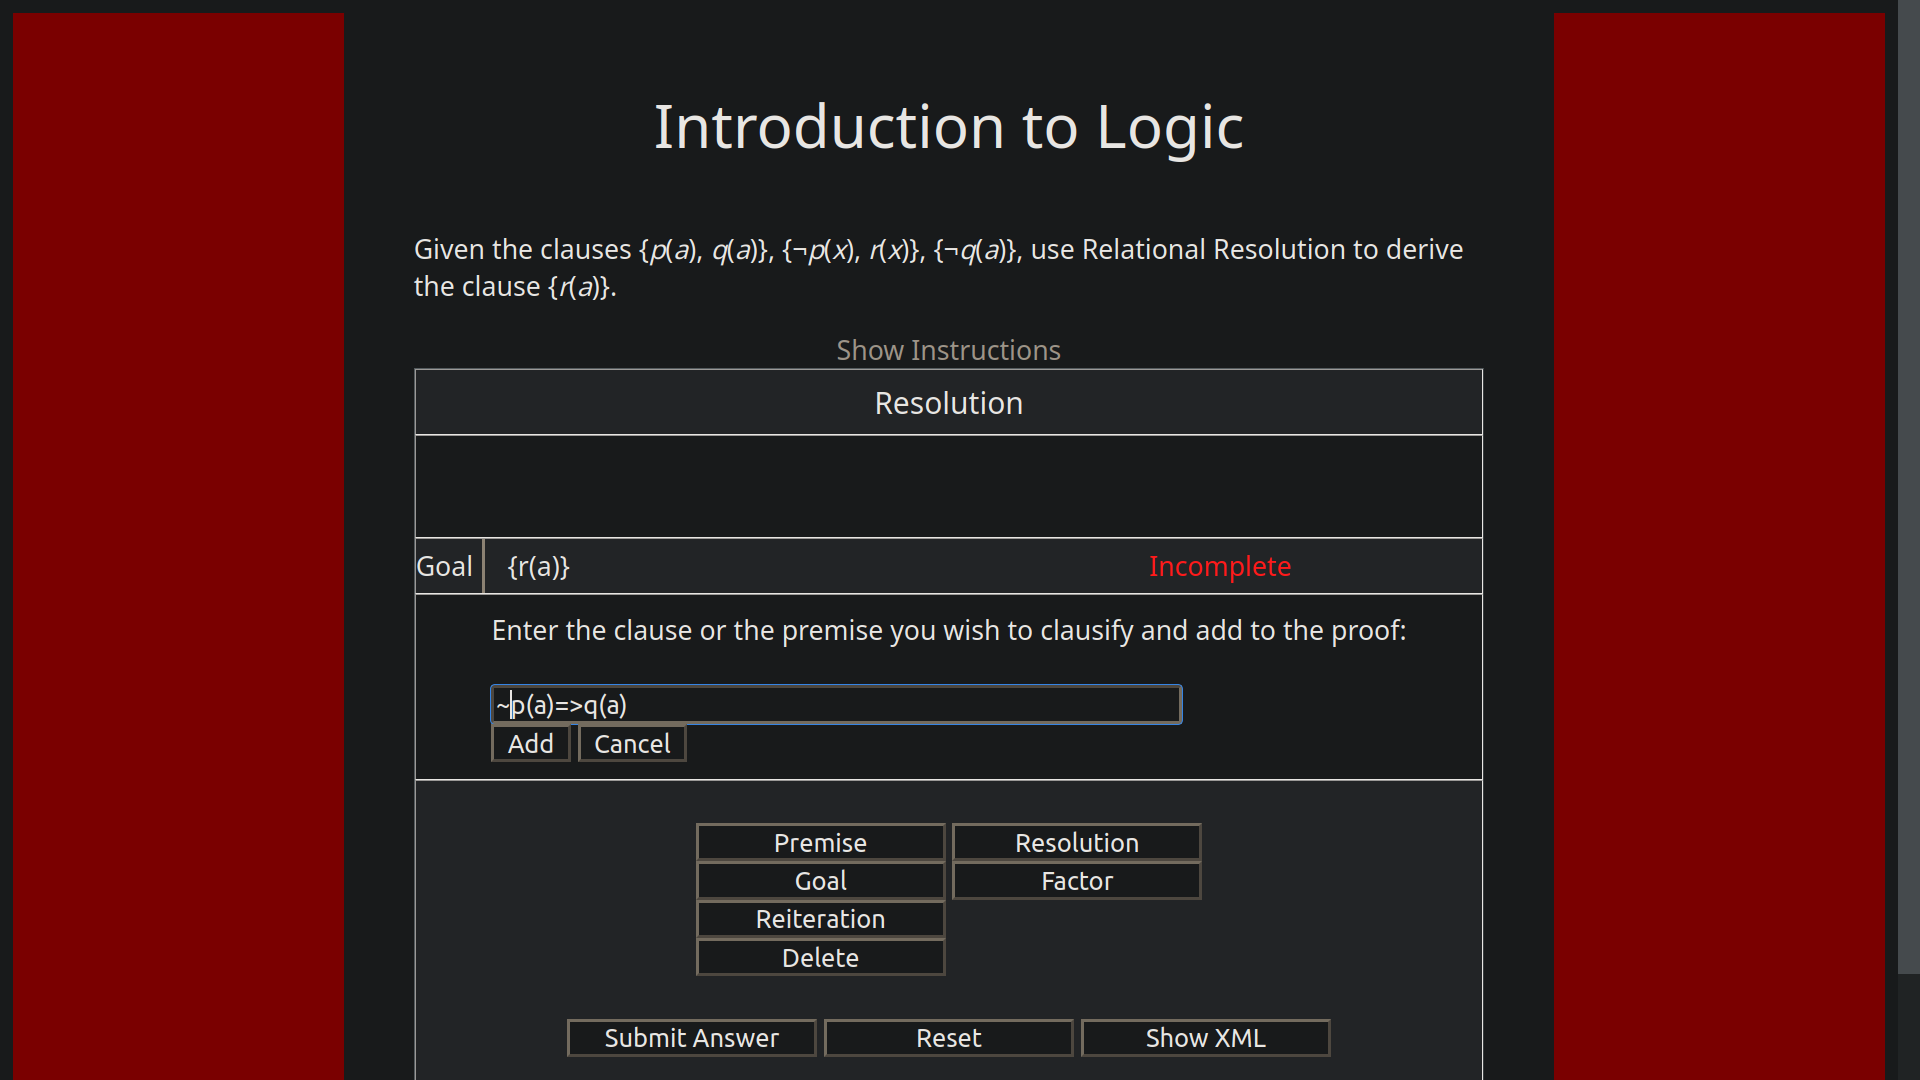 Introduction to Logic
Given the clauses {p(a), q(a)}, {¬p(x), r(x)}, {¬q(a)}, use Relational Resolution to derive
the clause {r(a)}.
Show Instructions
Resolution
Goal {r(a)} Incomplete
Enter the clause or the premise you wish to clausify and add to the proof:
~p(a)=>q(a)
Add Cancel
Premise Resolution
Goal Factor
Reiteration
Delete
Submit Answer Reset Show XML